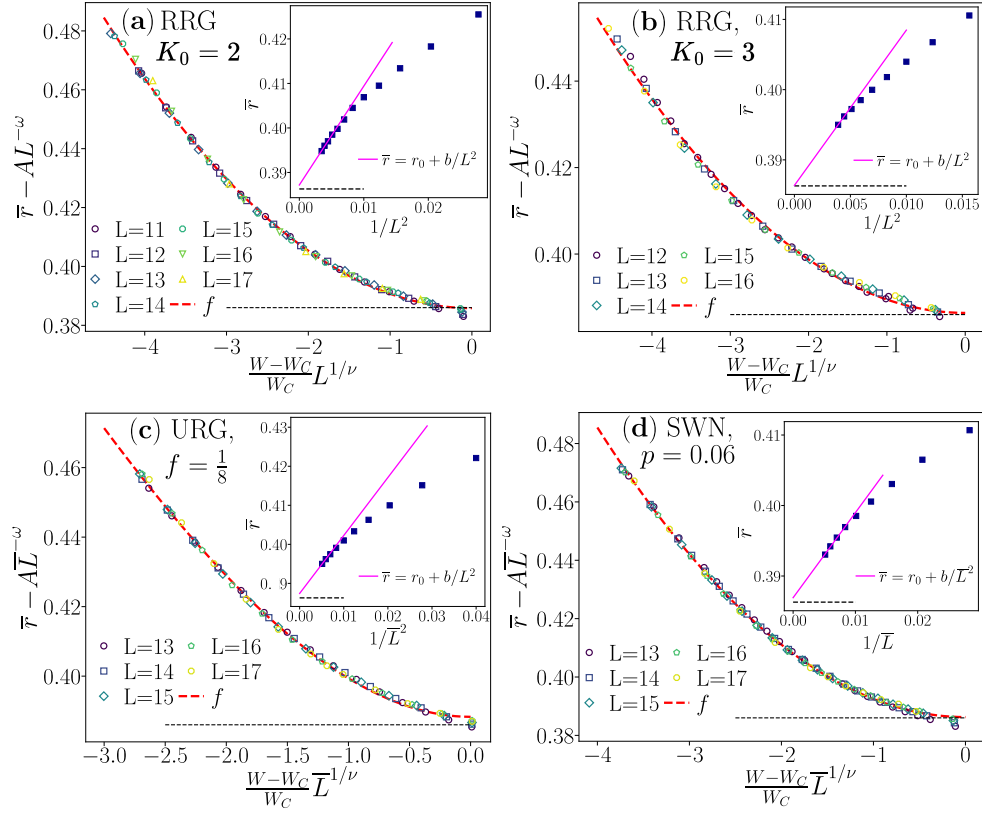 (a) RRG
K₀ = 2
r̅ − AL^{−ω}
0.48
0.46
0.44
0.42
0.40
0.38
−4
−3
−2
−1
0
\frac{W−W_C}{W_C} L^{1/ν}
L=11
L=12
L=13
L=14
L=15
L=16
L=17
f
r̅
0.42
0.41
0.40
0.39
0.00
0.02
1/L²
r̅ = r₀ + b/L²
(b) RRG,
K₀ = 3
r̅ − AL^{−ω}
0.44
0.42
0.40
−4
−3
−2
−1
0
\frac{W−W_C}{W_C} L^{1/ν}
L=12
L=13
L=14
L=15
L=16
f
r̅
0.41
0.40
0.39
0.000
0.005
0.010
0.015
1/L²
r̅ = r₀ + b/L²
(c) URG,
f = \frac{1}{8}
r̅ − AL̅^{−ω}
0.46
0.44
0.42
0.40
−3.0
−2.5
−2.0
−1.5
−1.0
−0.5
0.0
\frac{W−W_C}{W_C} L̅^{1/ν}
L=13
L=14
L=15
L=16
L=17
f
r̅
0.43
0.42
0.41
0.40
0. 9
0.00
0.01
0.02
0.03
0.04
1/L̅²
r̅ = r₀ + b/L²
(d) SWN,
p = 0.06
r̅ − AL̅^{−ω}
0.48
0.46
0.44
0.42
0.40
0.38
−4
−3
−2
−1
0
\frac{W−W_C}{W_C} L̅^{1/ν}
L=13
L=14
L=15
L=16
L=17
f
r̅
0.41
0.40
0.39
0.00
0.02
1/L̅
r̅ = r₀ + b/L̅²